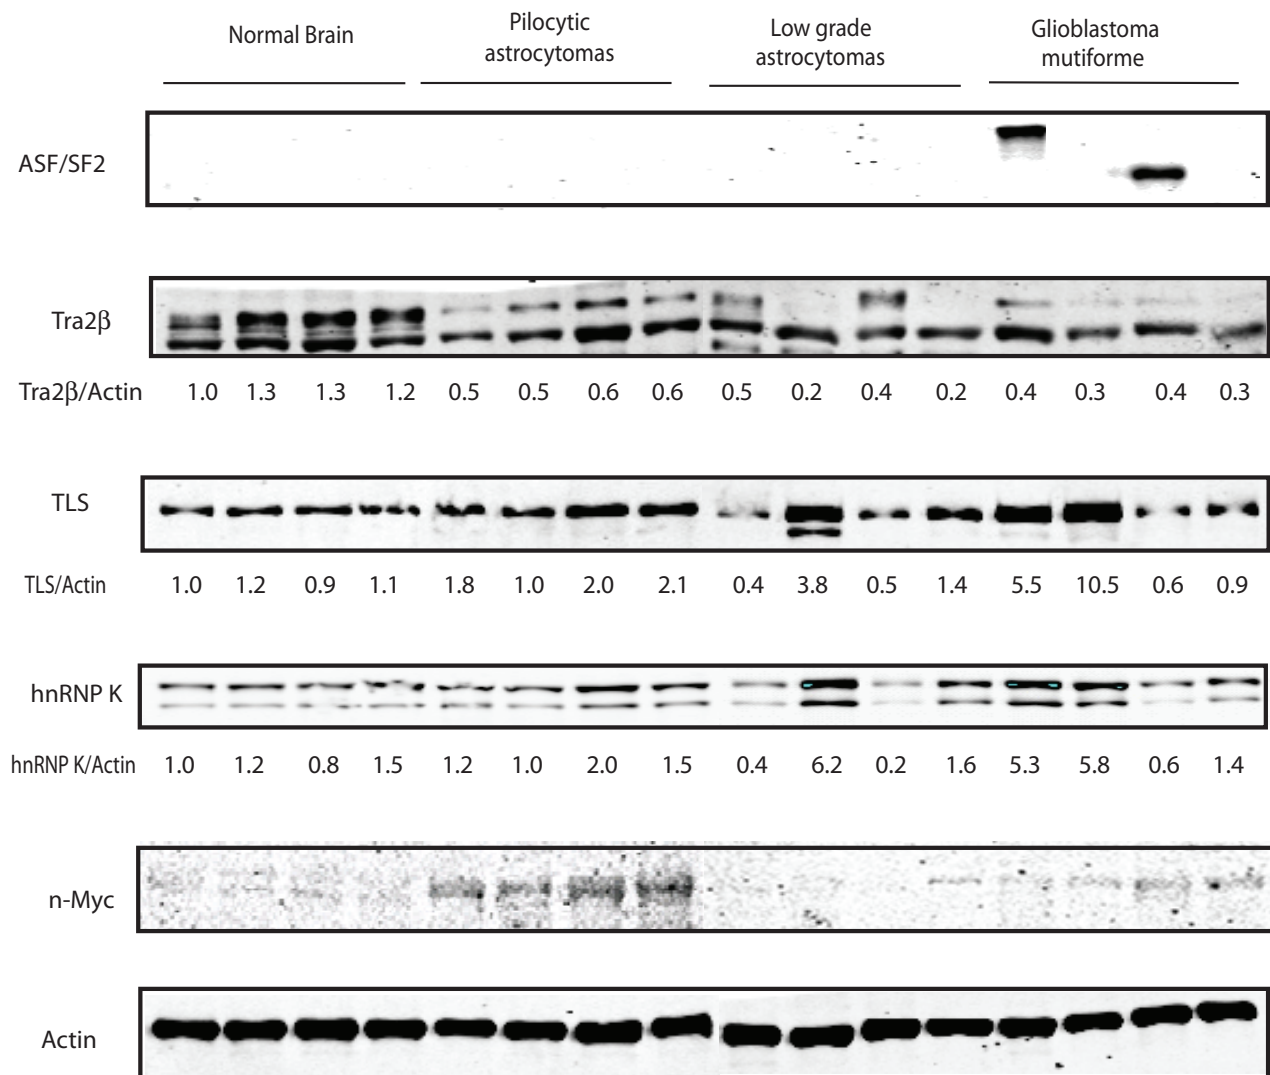 Normal Brain
Pilocytic
astrocytomas
Low grade
astrocytomas
Glioblastoma
mutiforme
ASF/SF2
Tra2β
Tra2β/Actin 1.0 1.3 1.3 1.2 0.5 0.5 0.6 0.6 0.5 0.2 0.4 0.2 0.4 0.3 0.4 0.3
TLS
TLS/Actin 1.0 1.2 0.9 1.1 1.8 1.0 2.0 2.1 0.4 3.8 0.5 1.4 5.5 10.5 0.6 0.9
hnRNP K
hnRNP K/Actin 1.0 1.2 0.8 1.5 1.2 1.0 2.0 1.5 0.4 6.2 0.2 1.6 5.3 5.8 0.6 1.4
n-Myc
Actin